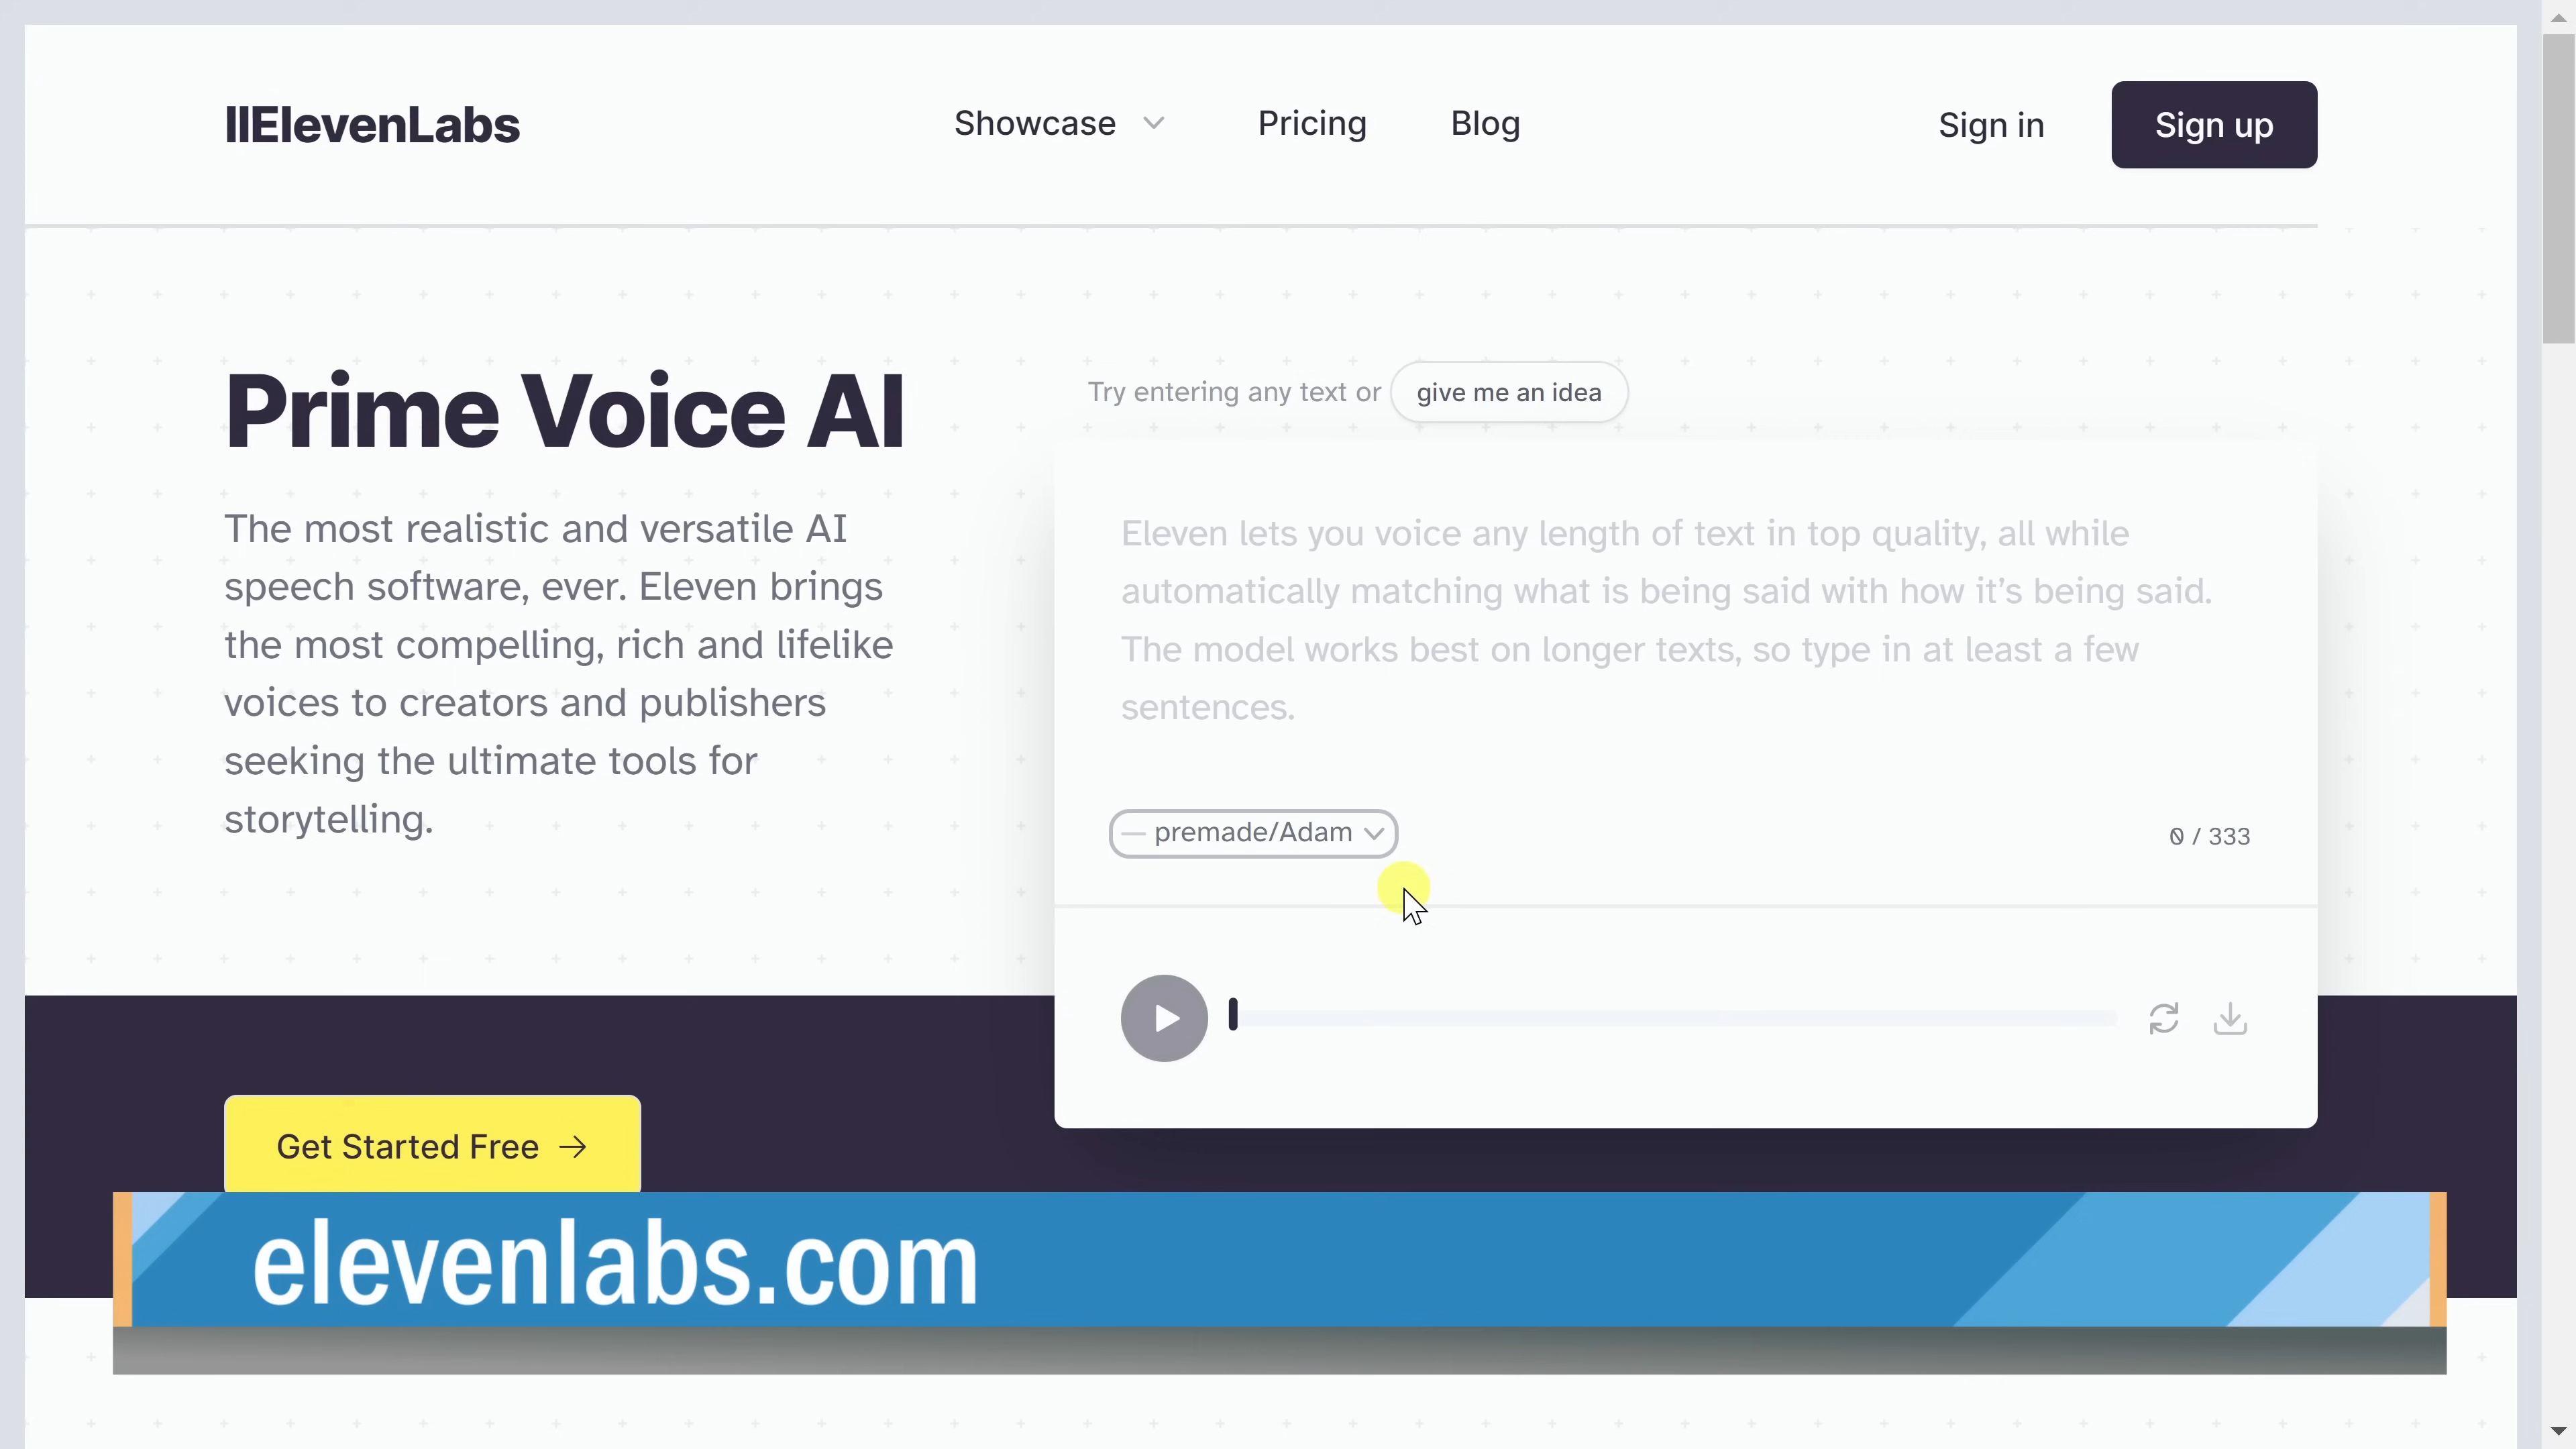 IIElevenLabs
Showcase
Pricing
Blog
Sign in
Sign up
Prime Voice AI
The most realistic and versatile AI
speech software, ever. Eleven brings
the most compelling, rich and lifelike
voices to creators and publishers
seeking the ultimate tools for
storytelling.
Try entering any text or give me an idea
Eleven lets you voice any length of text in top quality, all while
automatically matching what is being said with how it’s being said.
The model works best on longer texts, so type in at least a few
sentences.
premade/Adam
0 / 333
Get Started Free →
elevenlabs.com